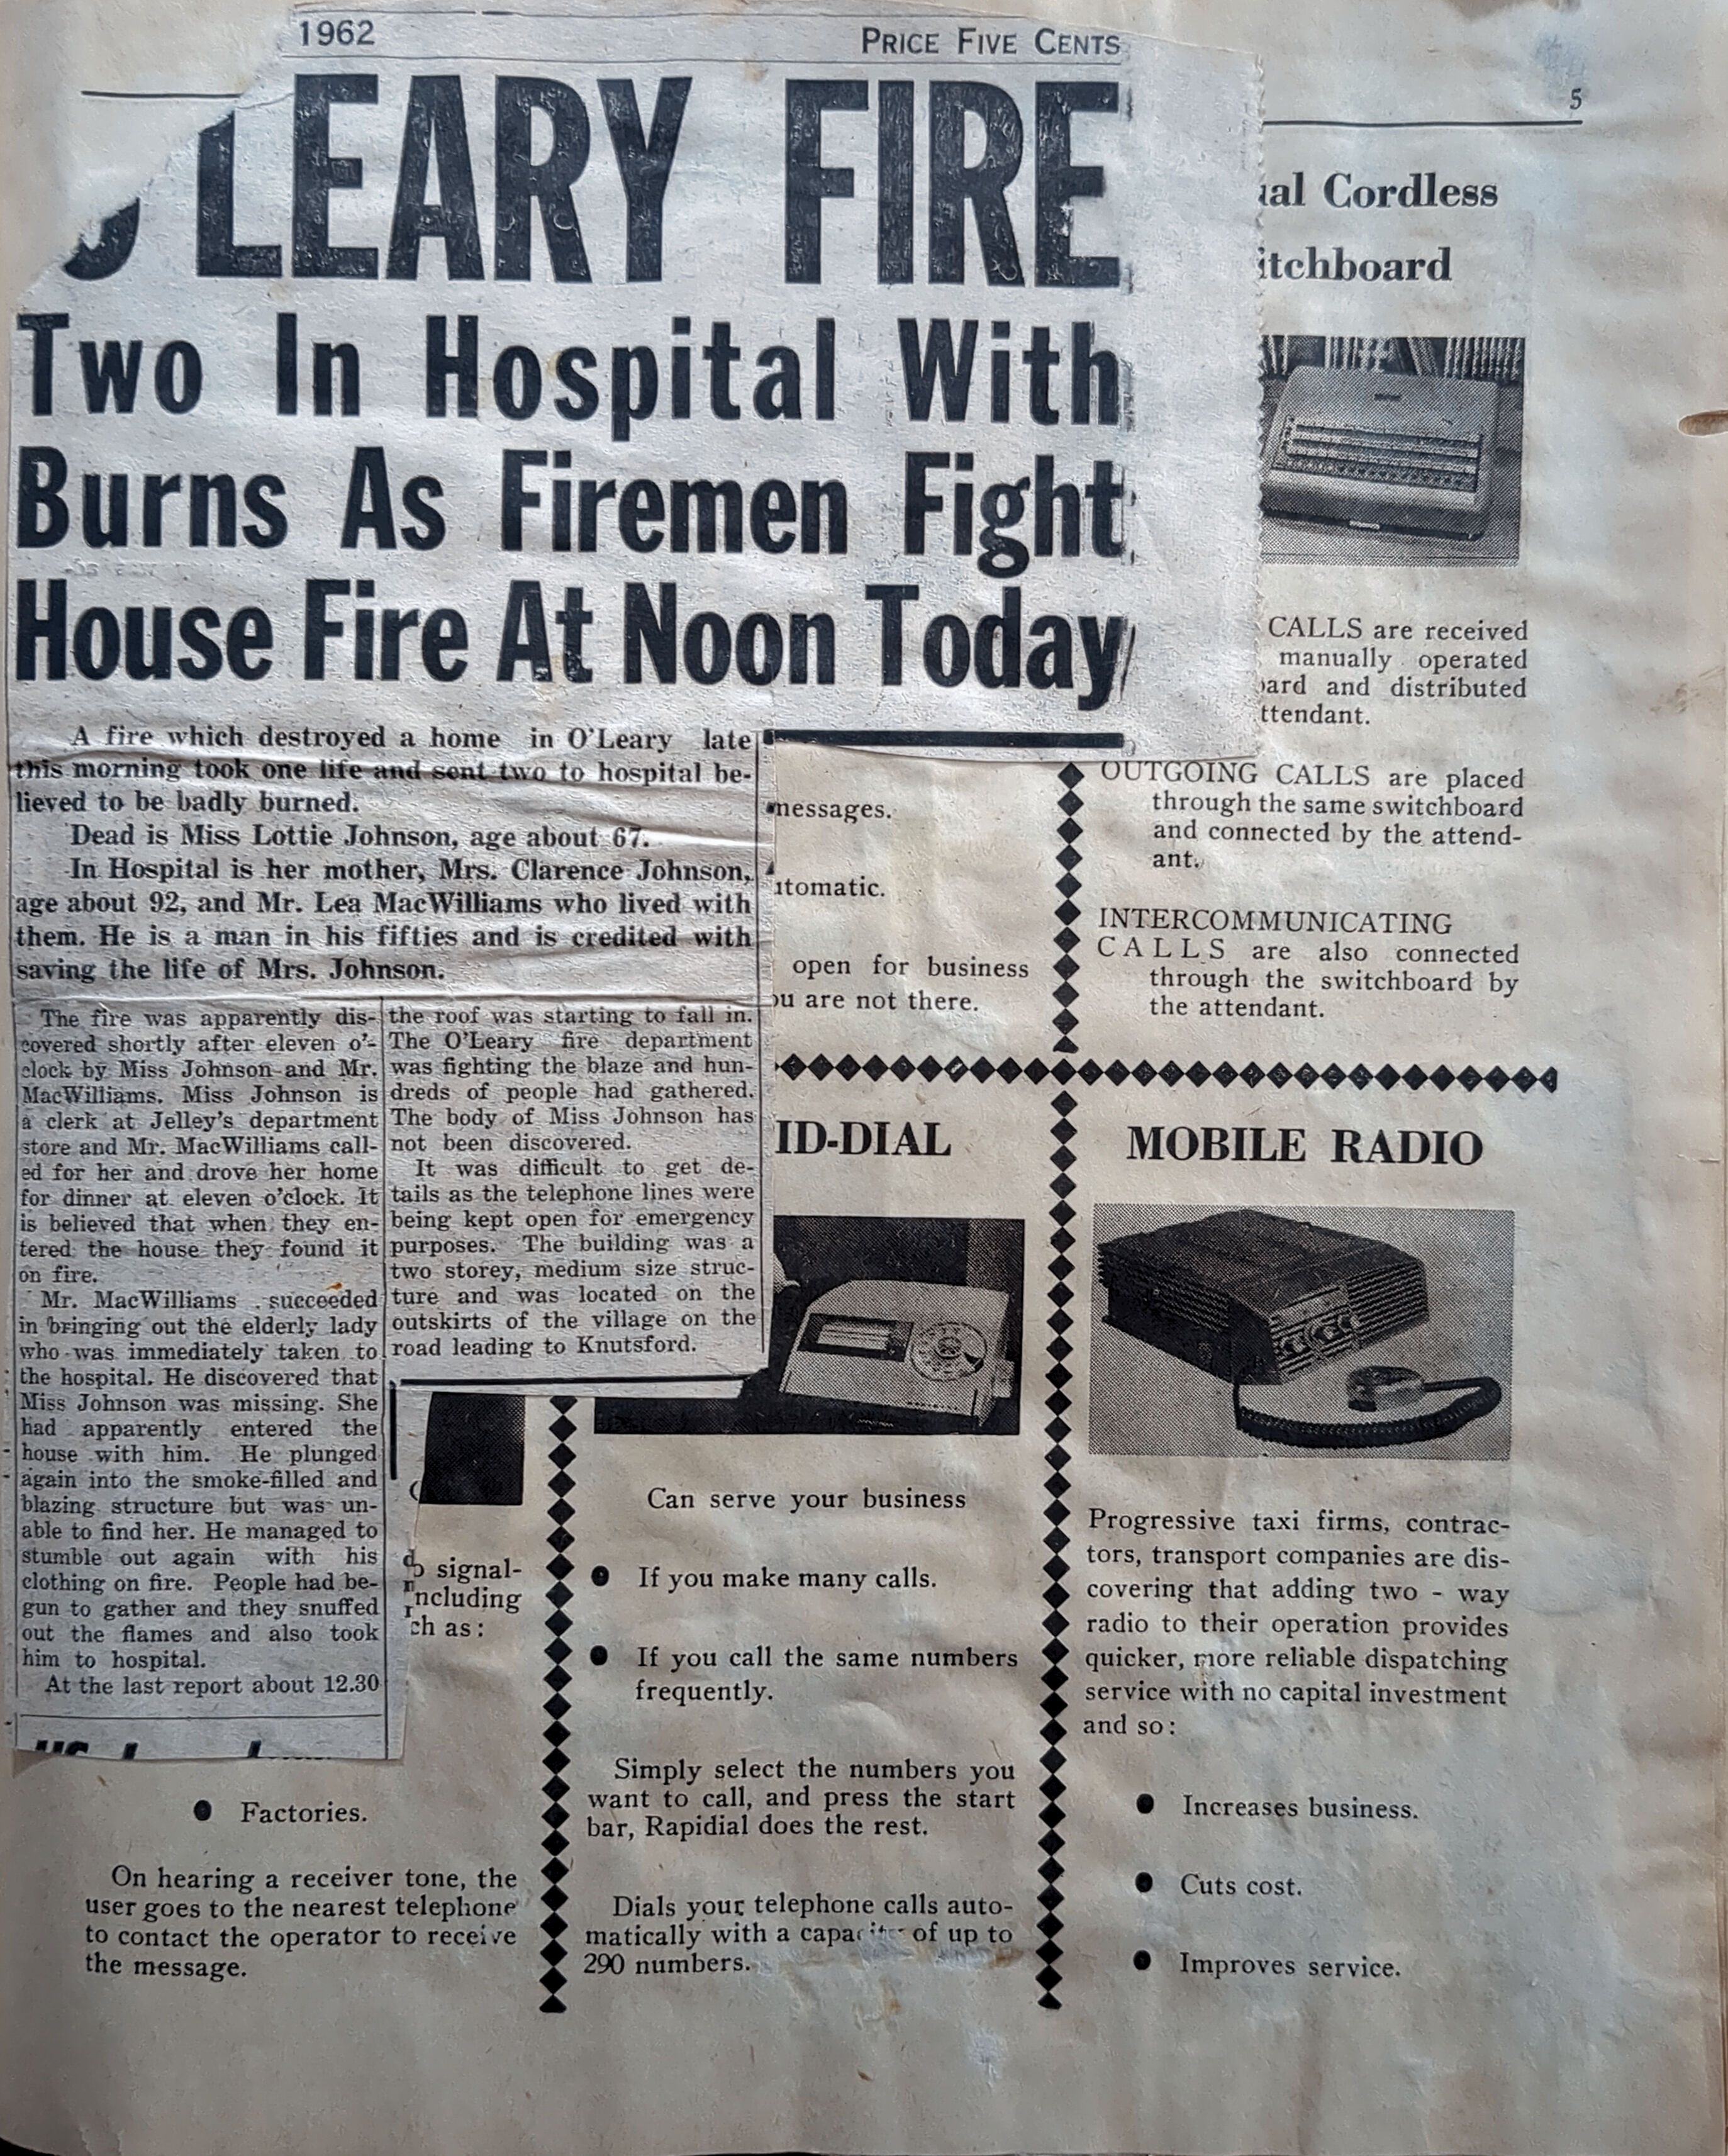 1962
PRICE FIVE CENTS
O'LEARY FIRE
Two In Hospital With
Burns As Firemen Fight
House Fire At Noon Today
A fire which destroyed a home in O'Leary late
this morning took one life and sent two to hospital be-
lieved to be badly burned.
Dead is Miss Lottie Johnson, age about 67.
In Hospital is her mother, Mrs. Clarence Johnson,
age about 92, and Mr. Lea MacWilliams who lived with
them. He is a man in his fifties and is credited with
saving the life of Mrs. Johnson.
The fire was apparently dis-
covered shortly after eleven o'-
clock by Miss Johnson and Mr.
MacWilliams. Miss Johnson is
a clerk at Jelley's department
store and Mr. MacWilliams call-
ed for her and drove her home
for dinner at eleven o'clock. It
is believed that when they en-
tered the house they found it
on fire.
Mr. MacWilliams succeeded
in bringing out the elderly lady
who was immediately taken to
the hospital. He discovered that
Miss Johnson was missing. She
had apparently entered the
house with him. He plunged
again into the smoke-filled and
blazing structure but was un-
able to find her. He managed to
stumble out again with his
clothing on fire. People had be-
gun to gather and they snuffed
out the flames and also took
him to hospital.
At the last report about 12.30
the roof was starting to fall in.
The O'Leary fire department
was fighting the blaze and hun-
dreds of people had gathered.
The body of Miss Johnson has
not been discovered.
It was difficult to get de-
tails as the telephone lines were
being kept open for emergency
purposes. The building was a
two storey, medium size struc-
ture and was located on the
outskirts of the village on the
road leading to Knutsford.
5
ual Cordless
itchboard
CALLS are received
manually operated
oard and distributed
ttendant.
OUTGOING CALLS are placed
through the same switchboard
and connected by the attend-
ant.
INTERCOMMUNICATING
CALLS are also connected
through the switchboard by
the attendant.
messages.
utomatic.
open for business
ou are not there.
signal-
ncluding
ch as:
Factories.
On hearing a receiver tone, the
user goes to the nearest telephone
to contact the operator to receive
the message.
ID-DIAL
Can serve your business
If you make many calls.
If you call the same numbers
frequently.
Simply select the numbers you
want to call, and press the start
bar, Rapidial does the rest.
Dials your telephone calls auto-
matically with a capacity of up to
290 numbers.
MOBILE RADIO
Progressive taxi firms, contrac-
tors, transport companies are dis-
covering that adding two - way
radio to their operation provides
quicker, more reliable dispatching
service with no capital investment
and so:
Increases business.
Cuts cost.
Improves service.